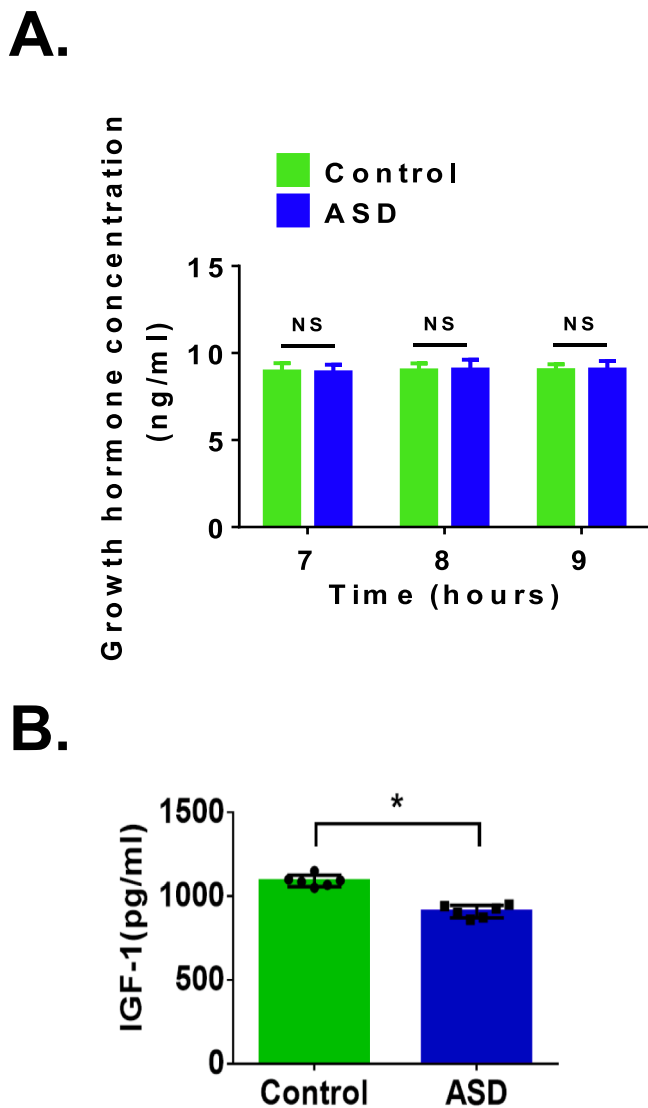 A.
Growth hormone concentration
(ng/ml)
Control
ASD
15
10
5
0
NS
NS
NS
7
8
9
Time (hours)
B.
IGF-1(pg/ml)
1500
1000
500
0
*
Control
ASD